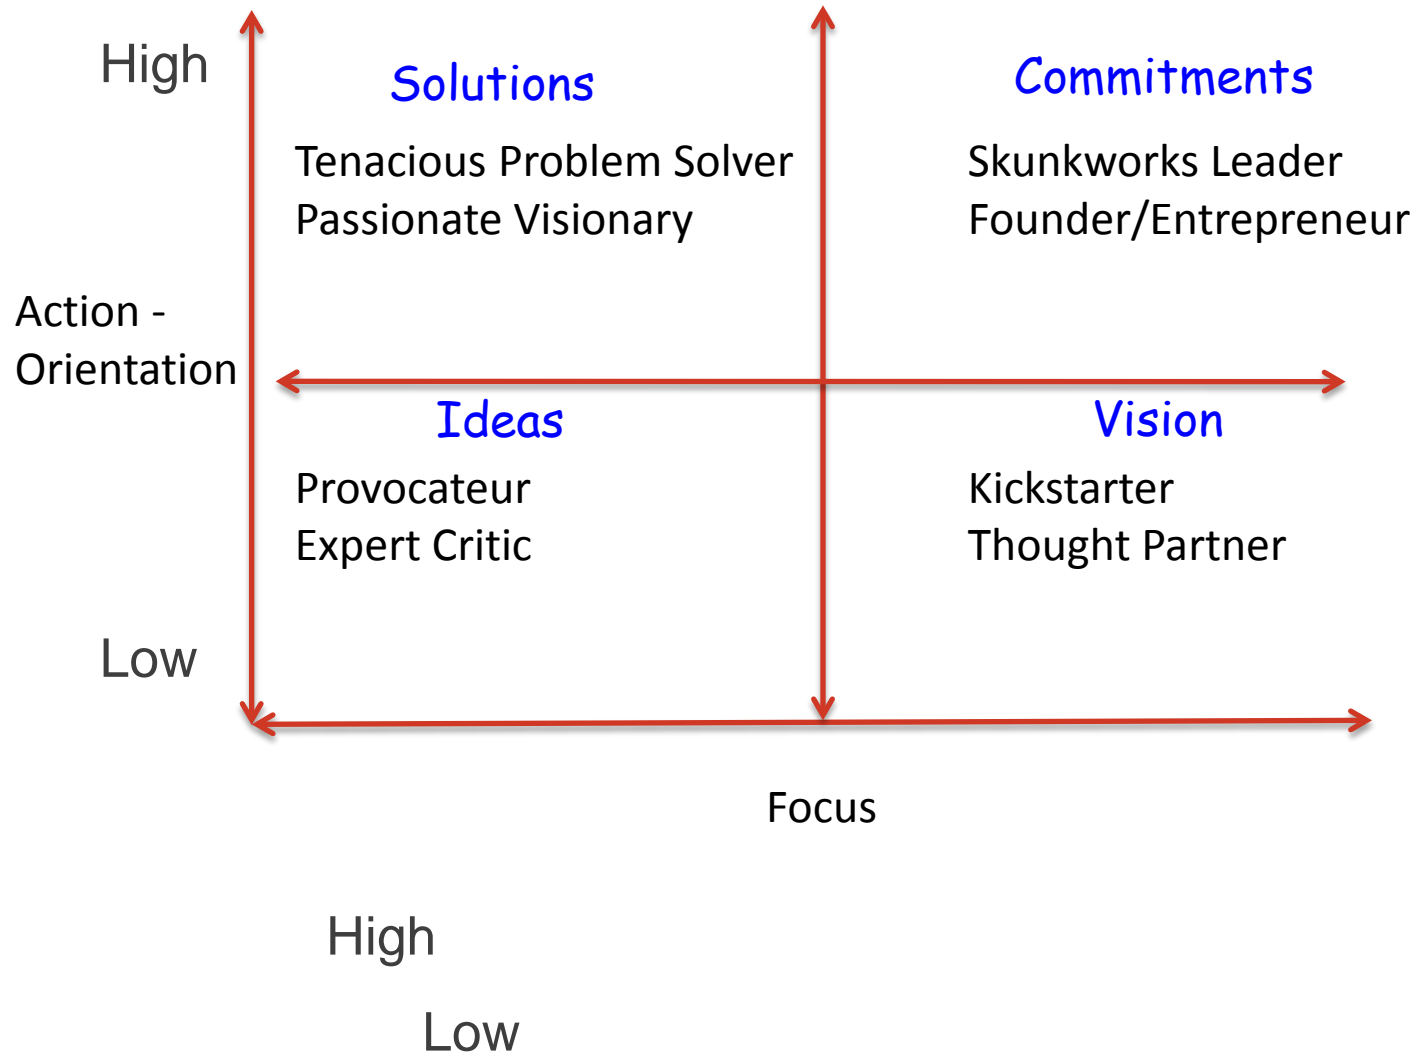 High
Solutions
Commitments
Tenacious Problem Solver
Passionate Visionary
Skunkworks Leader
Founder/Entrepreneur
Action -
Orientation
Ideas
Vision
Provocateur
Expert Critic
Kickstarter
Thought Partner
Low
Focus
High
Low